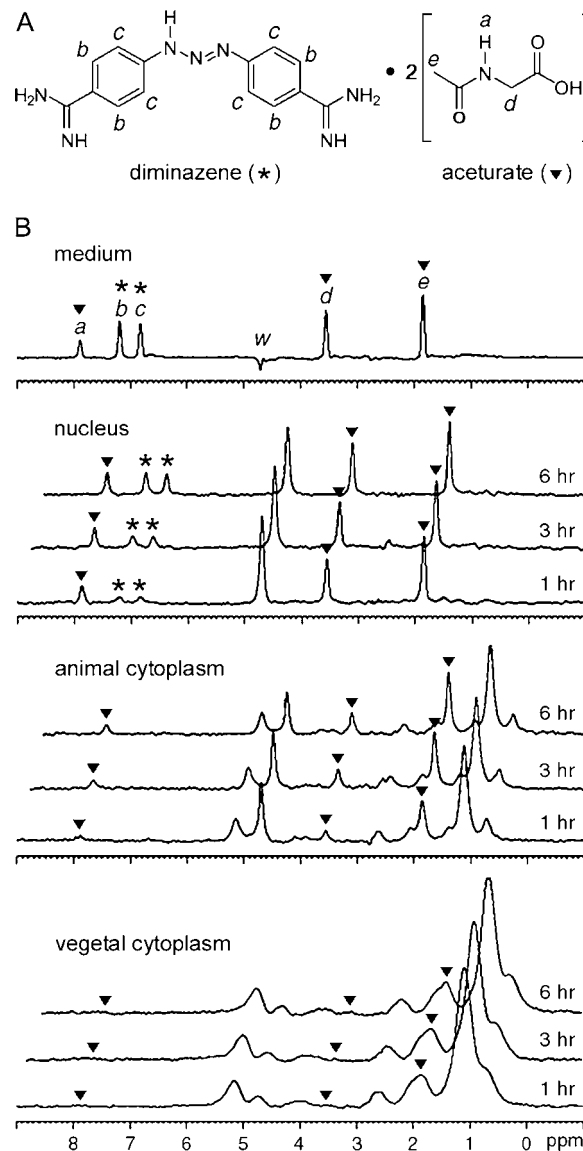 A
H
a
b c N N=N c b
e
H
N
O
OH
H₂N
NH
b c
c b
NH₂
NH
• 2
O
d
diminazene (*)
aceturate (▼)
B
medium
▼ * * ▼ ▼
a b c w d e
nucleus
▼ * * ▼ ▼
6 hr
▼ * * ▼ ▼
3 hr
▼ * * ▼ ▼
1 hr
animal cytoplasm
▼ ▼ ▼
6 hr
▼ ▼ ▼
3 hr
▼ ▼ ▼
1 hr
vegetal cytoplasm
▼ ▼ ▼
6 hr
▼ ▼ ▼
3 hr
▼ ▼ ▼
1 hr
8 7 6 5 4 3 2 1 0 ppm